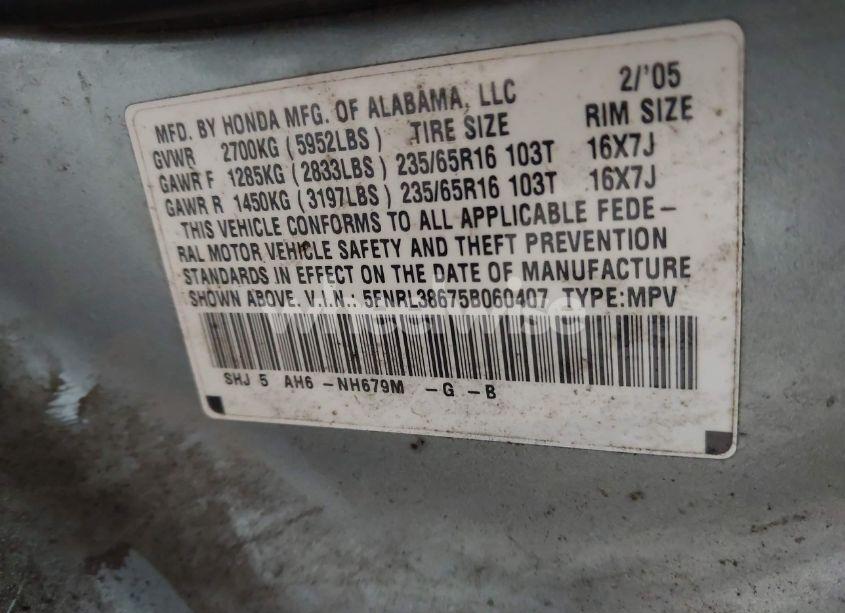 2/'05
MFD. BY HONDA MFG. OF ALABAMA, LLC
GVWR 2700KG (5952LBS) TIRE SIZE RIM SIZE
GAWR F 1285KG (2833LBS) 235/65R16 103T 16X7J
GAWR R 1450KG (3197LBS) 235/65R16 103T 16X7J
THIS VEHICLE CONFORMS TO ALL APPLICABLE FEDE-
RAL MOTOR VEHICLE SAFETY AND THEFT PREVENTION
STANDARDS IN EFFECT ON THE DATE OF MANUFACTURE
SHOWN ABOVE. V.I.N.: 5FNRL38675B060407 TYPE:MPV
wheelwise
SHJ 5 AH6 -NH679M -G -B